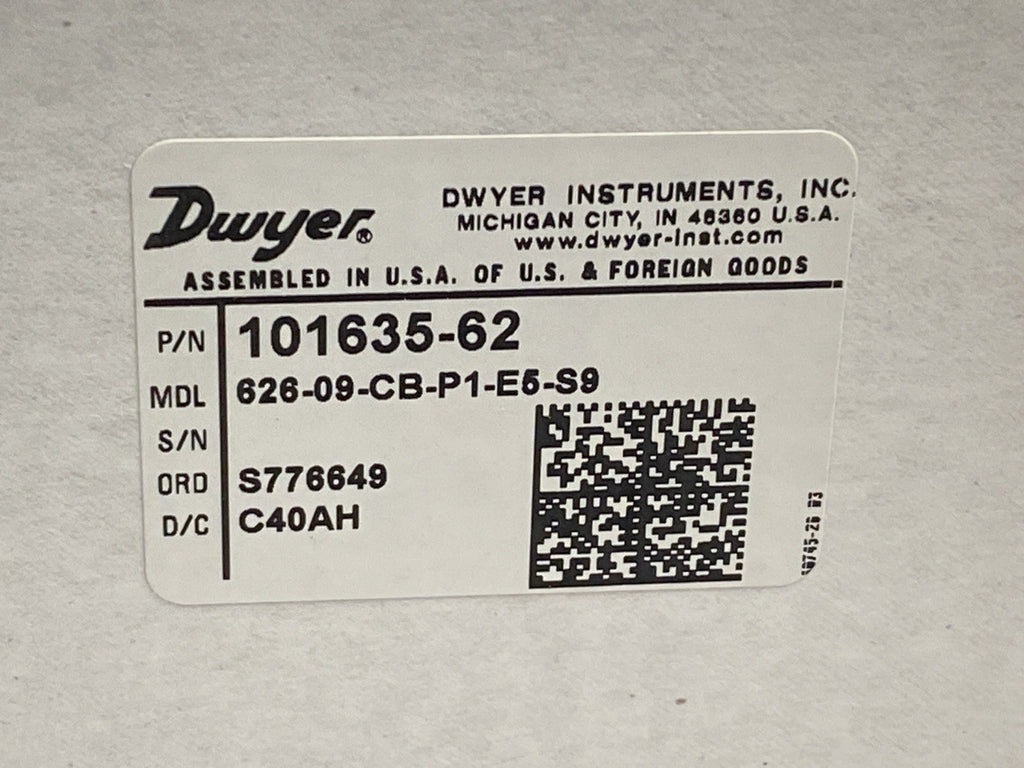 Dwyer®
DWYER INSTRUMENTS, INC.
MICHIGAN CITY, IN 46360 U.S.A.
www.dwyer-inst.com
ASSEMBLED IN U.S.A. OF U.S. & FOREIGN GOODS
P/N 101635-62
MDL 626-09-CB-P1-E5-S9
S/N
ORD S776649
D/C C40AH